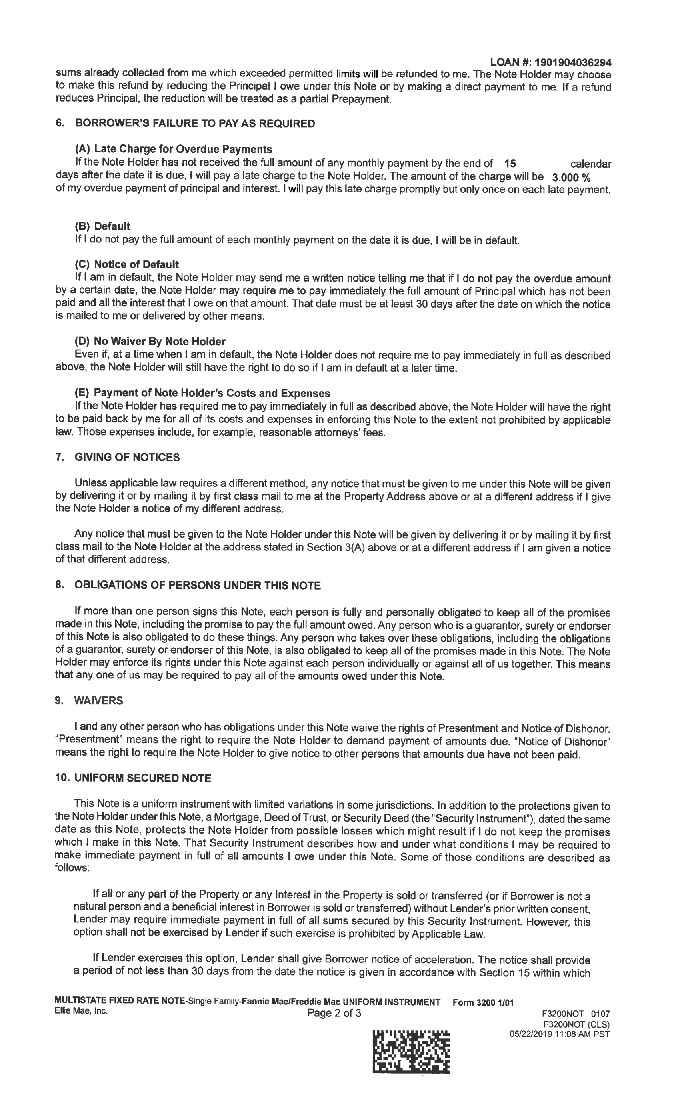 LOAN #: 1901904036294
sums already collected from me which exceeded permitted limits will be refunded to me. The Note Holder may choose
to make this refund by reducing the Principal I owe under this Note or by making a direct payment to me. If a refund
reduces Principal, the reduction will be treated as a partial Prepayment.
6. BORROWER'S FAILURE TO PAY AS REQUIRED
(A) Late Charge for Overdue Payments
If the Note Holder has not received the full amount of any monthly payment by the end of 15 calendar
days after the date it is due, I will pay a late charge to the Note Holder. The amount of the charge will be 3.000 %
of my overdue payment of principal and interest. I will pay this late charge promptly but only once on each late payment.
(B) Default
If I do not pay the full amount of each monthly payment on the date it is due, I will be in default.
(C) Notice of Default
If I am in default, the Note Holder may send me a written notice telling me that if I do not pay the overdue amount
by a certain date, the Note Holder may require me to pay immediately the full amount of Principal which has not been
paid and all the interest that I owe on that amount. That date must be at least 30 days after the date on which the notice
is mailed to me or delivered by other means.
(D) No Waiver By Note Holder
Even if, at a time when I am in default, the Note Holder does not require me to pay immediately in full as described
above, the Note Holder will still have the right to do so if I am in default at a later time.
(E) Payment of Note Holder's Costs and Expenses
If the Note Holder has required me to pay immediately in full as described above, the Note Holder will have the right
to be paid back by me for all of its costs and expenses in enforcing this Note to the extent not prohibited by applicable
law. Those expenses include, for example, reasonable attorneys' fees.
7. GIVING OF NOTICES
Unless applicable law requires a different method, any notice that must be given to me under this Note will be given
by delivering it or by mailing it by first class mail to me at the Property Address above or at a different address if I give
the Note Holder a notice of my different address.
Any notice that must be given to the Note Holder under this Note will be given by delivering it or by mailing it by first
class mail to the Note Holder at the address stated in Section 3(A) above or at a different address if I am given a notice
of that different address.
8. OBLIGATIONS OF PERSONS UNDER THIS NOTE
If more than one person signs this Note, each person is fully and personally obligated to keep all of the promises
made in this Note, including the promise to pay the full amount owed. Any person who is a guarantor, surety or endorser
of this Note is also obligated to do these things. Any person who takes over these obligations, including the obligations
of a guarantor, surety or endorser of this Note, is also obligated to keep all of the promises made in this Note. The Note
Holder may enforce its rights under this Note against each person individually or against all of us together. This means
that any one of us may be required to pay all of the amounts owed under this Note.
9. WAIVERS
I and any other person who has obligations under this Note waive the rights of Presentment and Notice of Dishonor.
"Presentment" means the right to require the Note Holder to demand payment of amounts due. "Notice of Dishonor"
means the right to require the Note Holder to give notice to other persons that amounts due have not been paid.
10. UNIFORM SECURED NOTE
This Note is a uniform instrument with limited variations in some jurisdictions. In addition to the protections given to
the Note Holder under this Note, a Mortgage, Deed of Trust, or Security Deed (the "Security Instrument"), dated the same
date as this Note, protects the Note Holder from possible losses which might result if I do not keep the promises
which I make in this Note. That Security Instrument describes how and under what conditions I may be required to
make immediate payment in full of all amounts I owe under this Note. Some of those conditions are described as
follows:
If all or any part of the Property or any Interest in the Property is sold or transferred (or if Borrower is not a
natural person and a beneficial interest in Borrower is sold or transferred) without Lender's prior written consent,
Lender may require immediate payment in full of all sums secured by this Security Instrument. However, this
option shall not be exercised by Lender if such exercise is prohibited by Applicable Law.
If Lender exercises this option, Lender shall give Borrower notice of acceleration. The notice shall provide
a period of not less than 30 days from the date the notice is given in accordance with Section 15 within which
MULTISTATE FIXED RATE NOTE-Single Family-Fannie Mae/Freddie Mac UNIFORM INSTRUMENT Form 3200 1/01
Ellie Mae, Inc. Page 2 of 3 F3200NOT 0107
F3200NOT (CLS)
05/22/2019 11:08 AM PST